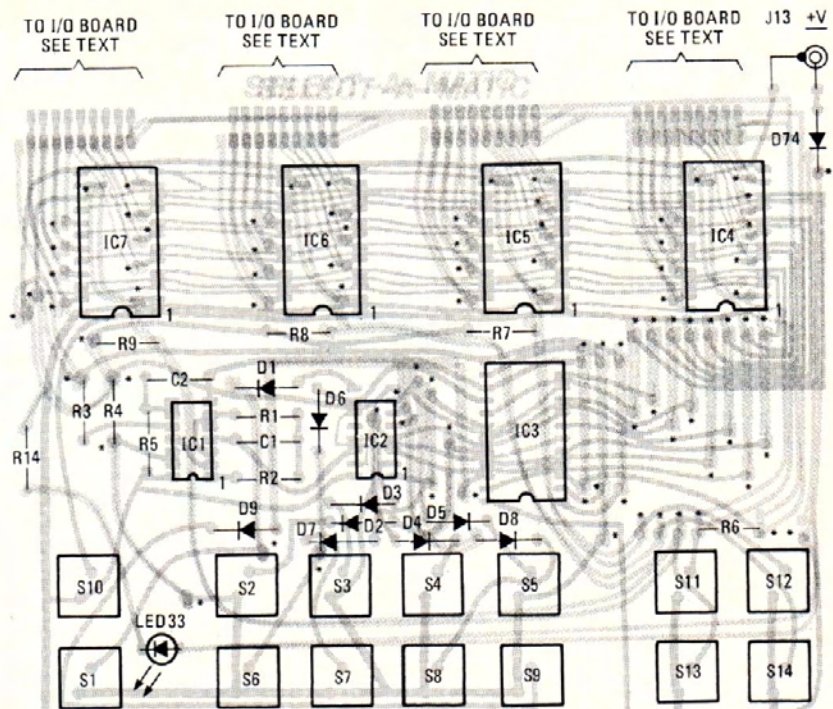 TO I/O BOARD
SEE TEXT
TO I/O BOARD
SEE TEXT
TO I/O BOARD
SEE TEXT
TO I/O BOARD
SEE TEXT
J13 +V
SELECT-A-MATIC
D74
IC7
IC6
IC5
IC4
1
1
1
1
R9
R8
R7
C2
D1
D6
R3
R4
R5
IC1
R1
C1
IC2
IC3
R14
R2
1
1
D3
D9
D7
D2
D4
D5
D8
R6
S10
S2
S3
S4
S5
S11
S12
LED33
S1
S6
S7
S8
S9
S13
S14